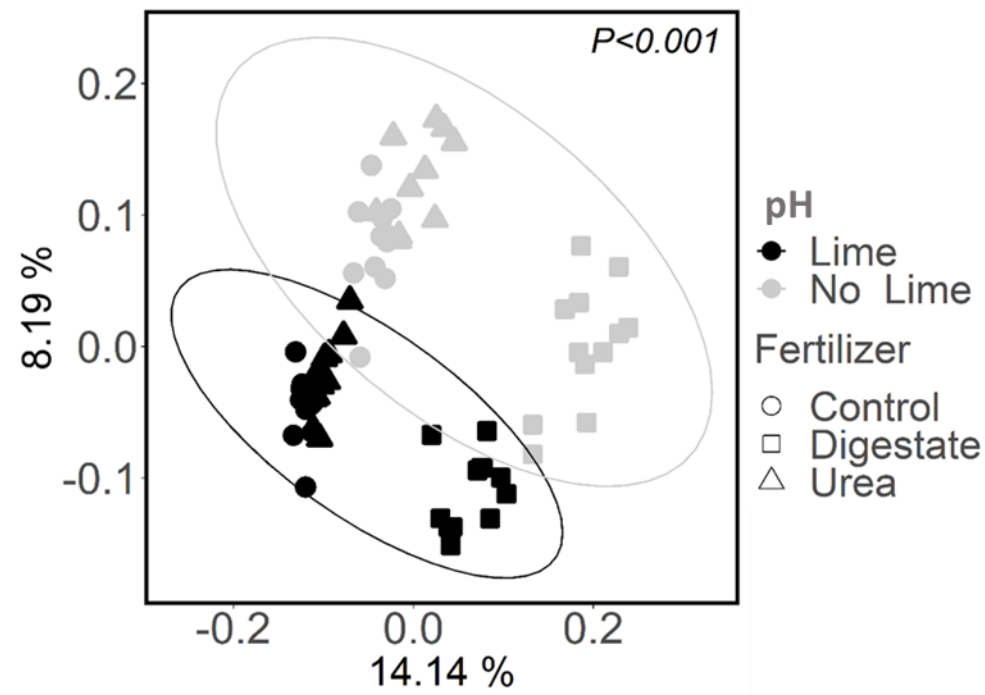 P<0.001
0.2
0.1
0.0
-0.1
8.19 %
-0.2 0.0 0.2
14.14 %
pH
Lime
No Lime
Fertilizer
Control
Digestate
Urea